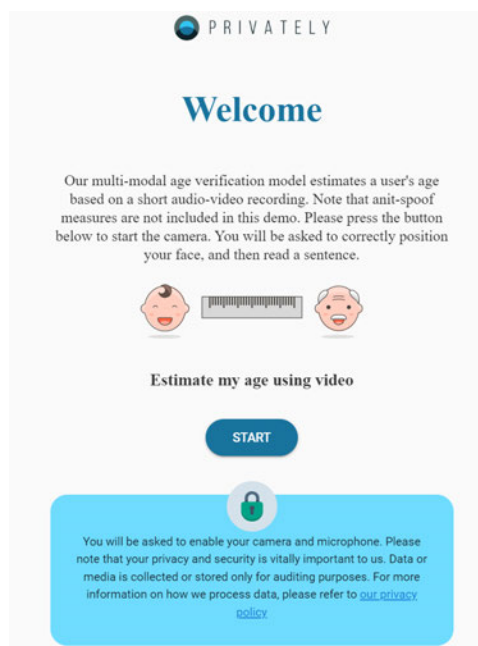 PRIVATELY
Welcome
Our multi-modal age verification model estimates a user's age
based on a short audio-video recording. Note that anit-spoof
measures are not included in this demo. Please press the button
below to start the camera. You will be asked to correctly position
your face, and then read a sentence.
Estimate my age using video
START
You will be asked to enable your camera and microphone. Please
note that your privacy and security is vitally important to us. Data or
media is collected or stored only for auditing purposes. For more
information on how we process data, please refer to our privacy
policy